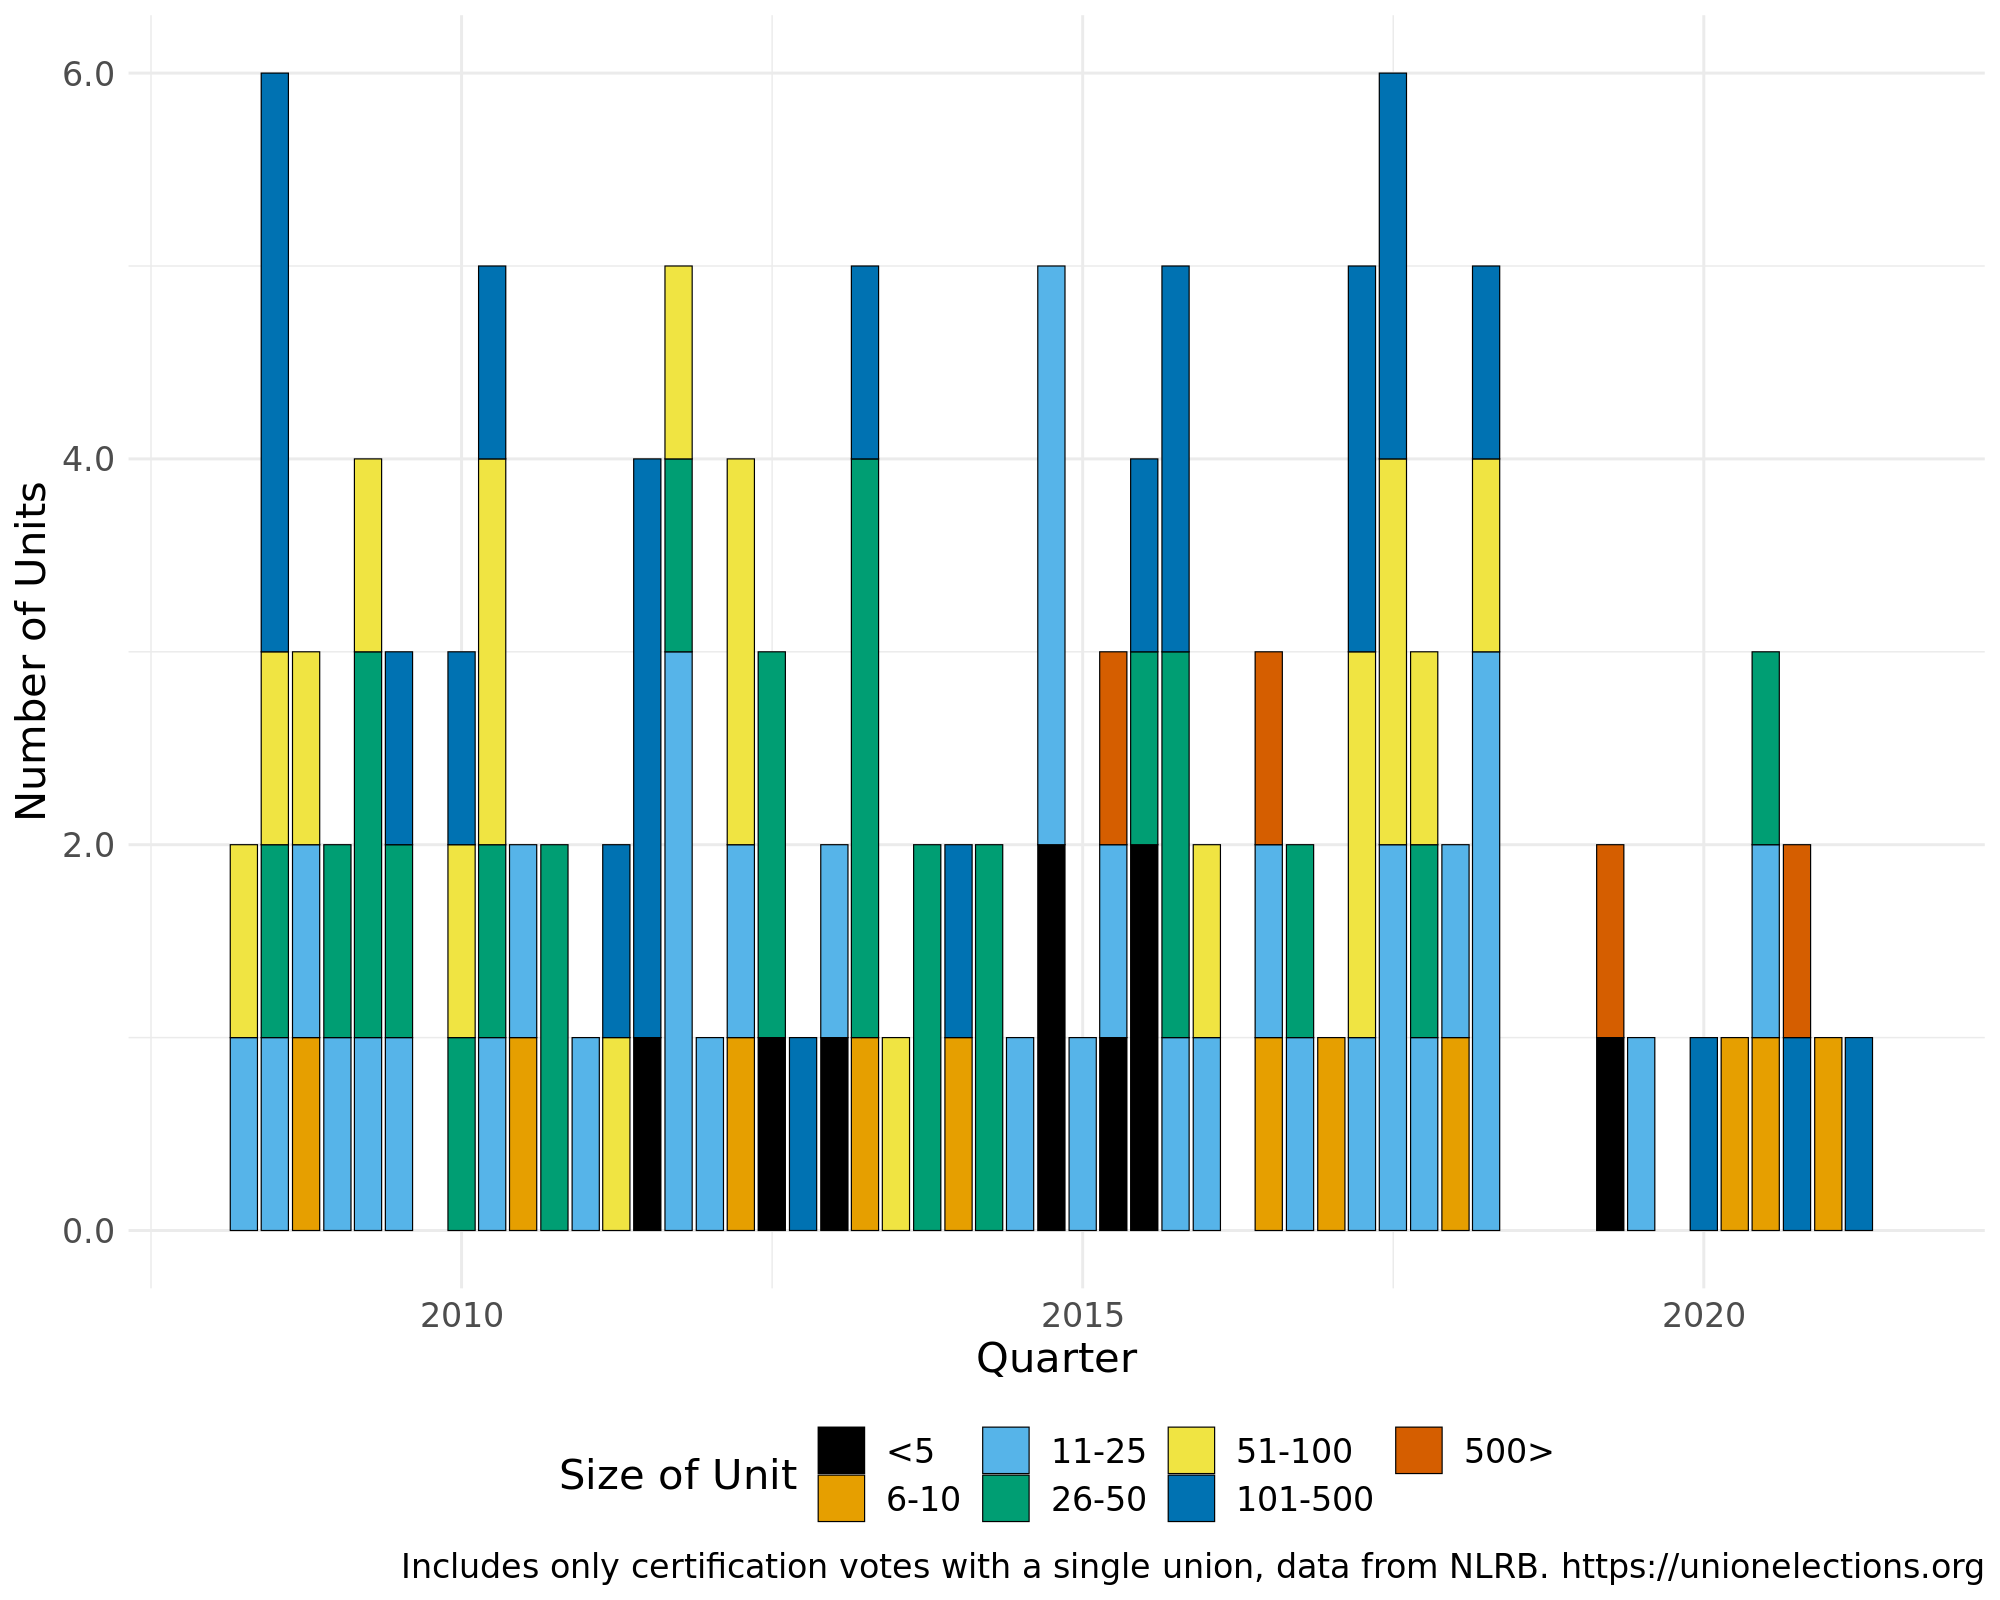 6.0
4.0
2.0
0.0
Number of Units
2010 2015 2020
Quarter
Size of Unit
<5 11-25 51-100 500>
6-10 26-50 101-500
Includes only certification votes with a single union, data from NLRB. https://unionelections.org